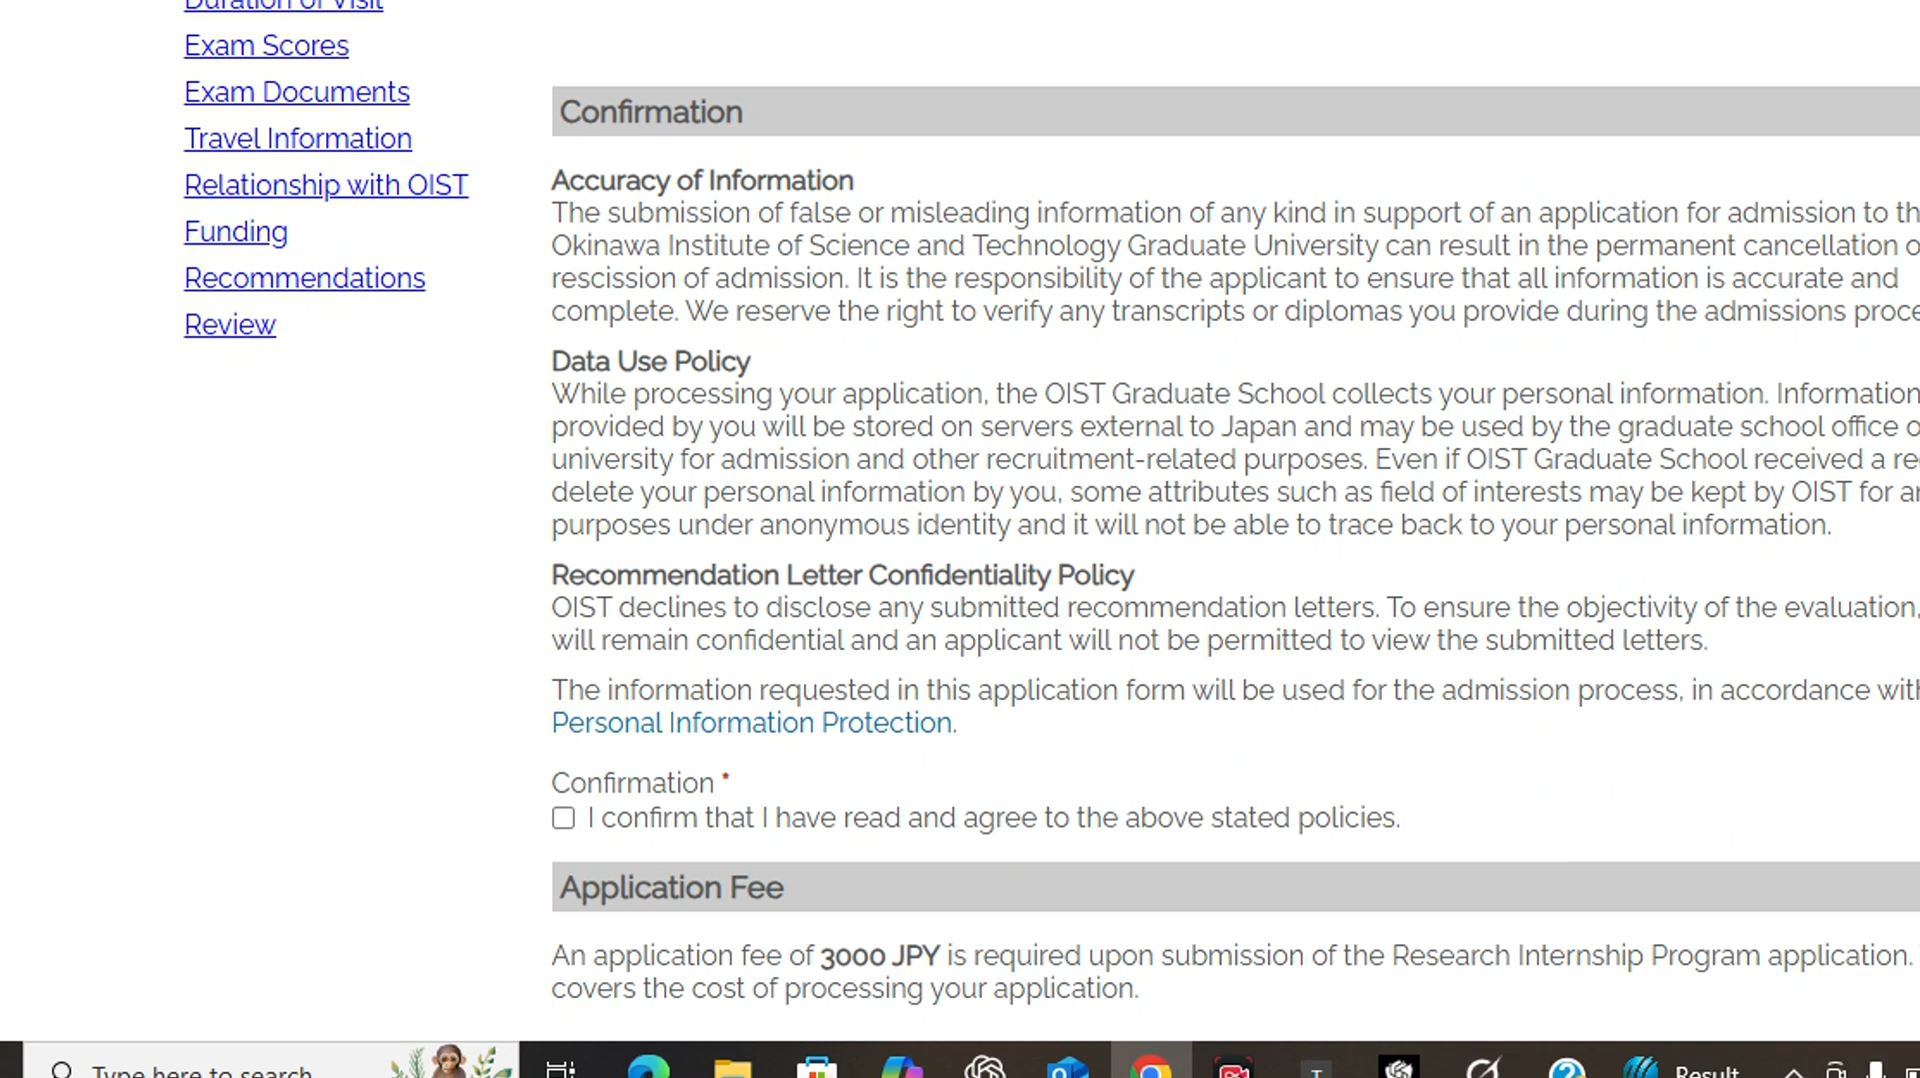 Duration of Visit
Exam Scores
Exam Documents
Travel Information
Relationship with OIST
Funding
Recommendations
Review
Confirmation
Accuracy of Information
The submission of false or misleading information of any kind in support of an application for admission to th
Okinawa Institute of Science and Technology Graduate University can result in the permanent cancellation o
rescission of admission. It is the responsibility of the applicant to ensure that all information is accurate and
complete. We reserve the right to verify any transcripts or diplomas you provide during the admissions proce
Data Use Policy
While processing your application, the OIST Graduate School collects your personal information. Information
provided by you will be stored on servers external to Japan and may be used by the graduate school office o
university for admission and other recruitment-related purposes. Even if OIST Graduate School received a re
delete your personal information by you, some attributes such as field of interests may be kept by OIST for a
purposes under anonymous identity and it will not be able to trace back to your personal information.
Recommendation Letter Confidentiality Policy
OIST declines to disclose any submitted recommendation letters. To ensure the objectivity of the evaluation,
will remain confidential and an applicant will not be permitted to view the submitted letters.
The information requested in this application form will be used for the admission process, in accordance wit
Personal Information Protection.
Confirmation *
I confirm that I have read and agree to the above stated policies.
Application Fee
An application fee of 3000 JPY is required upon submission of the Research Internship Program application.
covers the cost of processing your application.
Type here to search
Result